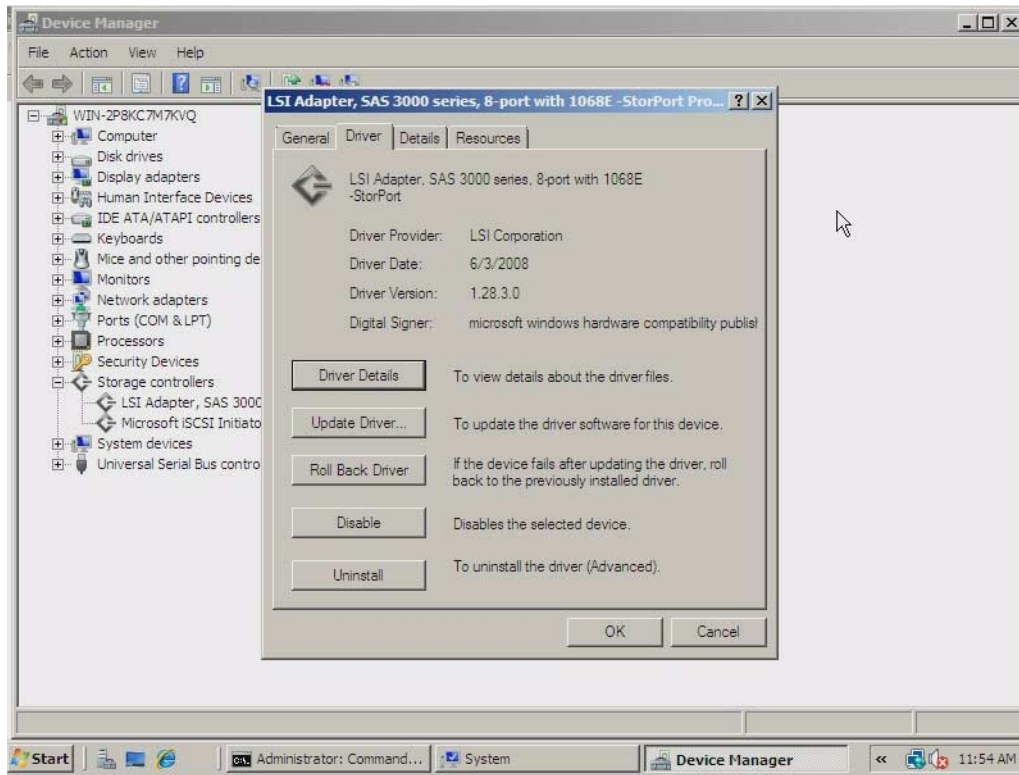 Device Manager
File Action View Help
WIN-2P8KC7M7KVQ
Computer
Disk drives
Display adapters
Human Interface Devices
IDE ATA/ATAPI controllers
Keyboards
Mice and other pointing de
Monitors
Network adapters
Ports (COM & LPT)
Processors
Security Devices
Storage controllers
LSI Adapter, SAS 3000
Microsoft iSCSI Initiato
System devices
Universal Serial Bus contro
LSI Adapter, SAS 3000 series, 8-port with 1068E -StorPort Pro...
General Driver Details Resources
LSI Adapter, SAS 3000 series, 8-port with 1068E
-StorPort
Driver Provider: LSI Corporation
Driver Date: 6/3/2008
Driver Version: 1.28.3.0
Digital Signer: microsoft windows hardware compatibility publish
Driver Details To view details about the driver files.
Update Driver... To update the driver software for this device.
Roll Back Driver If the device fails after updating the driver, roll
back to the previously installed driver.
Disable Disables the selected device.
Uninstall To uninstall the driver (Advanced).
OK Cancel
Start Administrator: Command... System Device Manager 11:54 AM